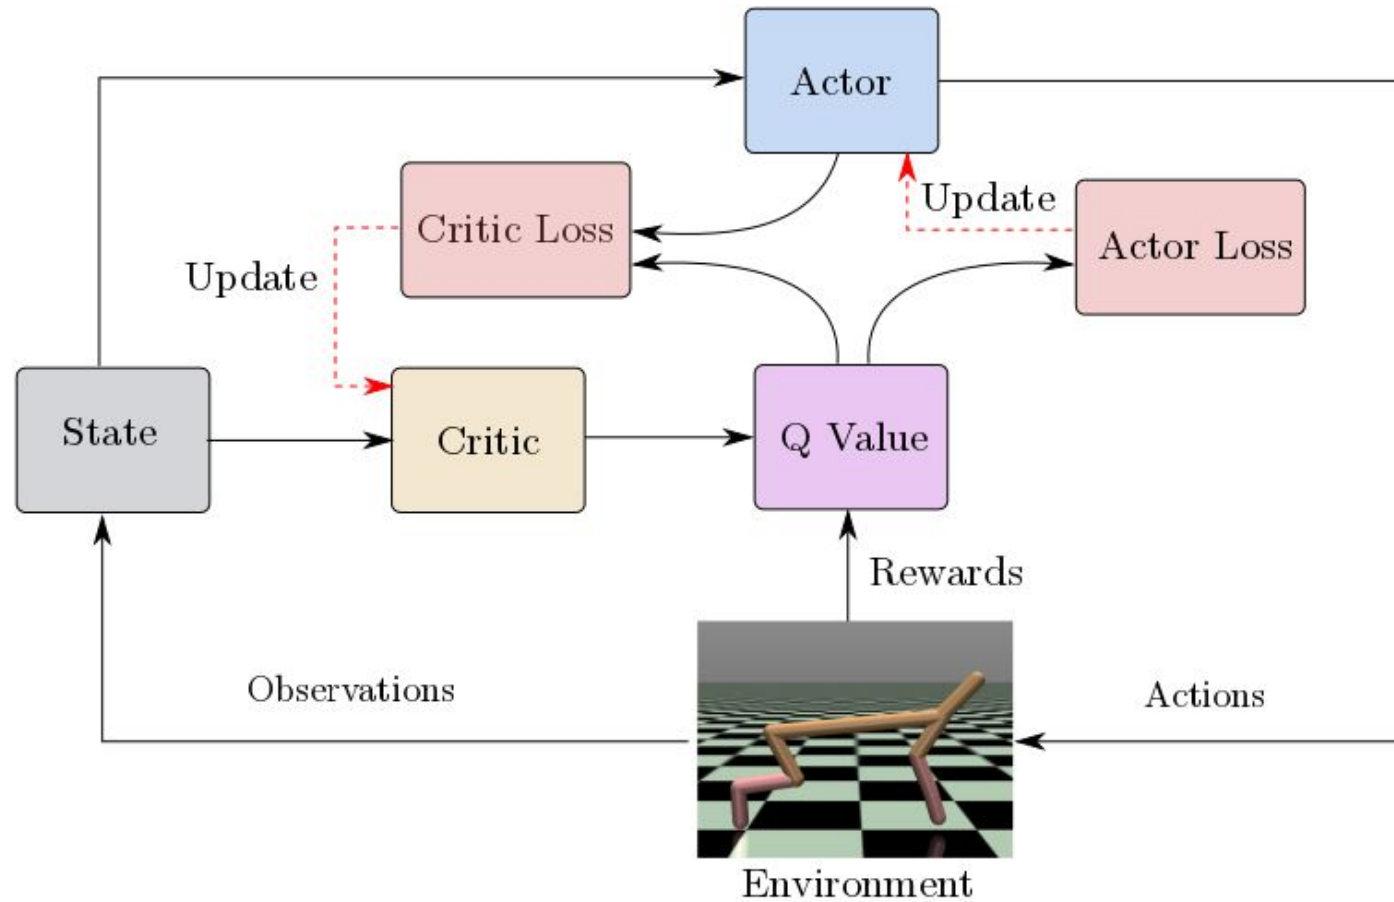 Actor
Update
Critic Loss
Actor Loss
Update
State
Critic
Q Value
Rewards
Observations
Actions
Environment